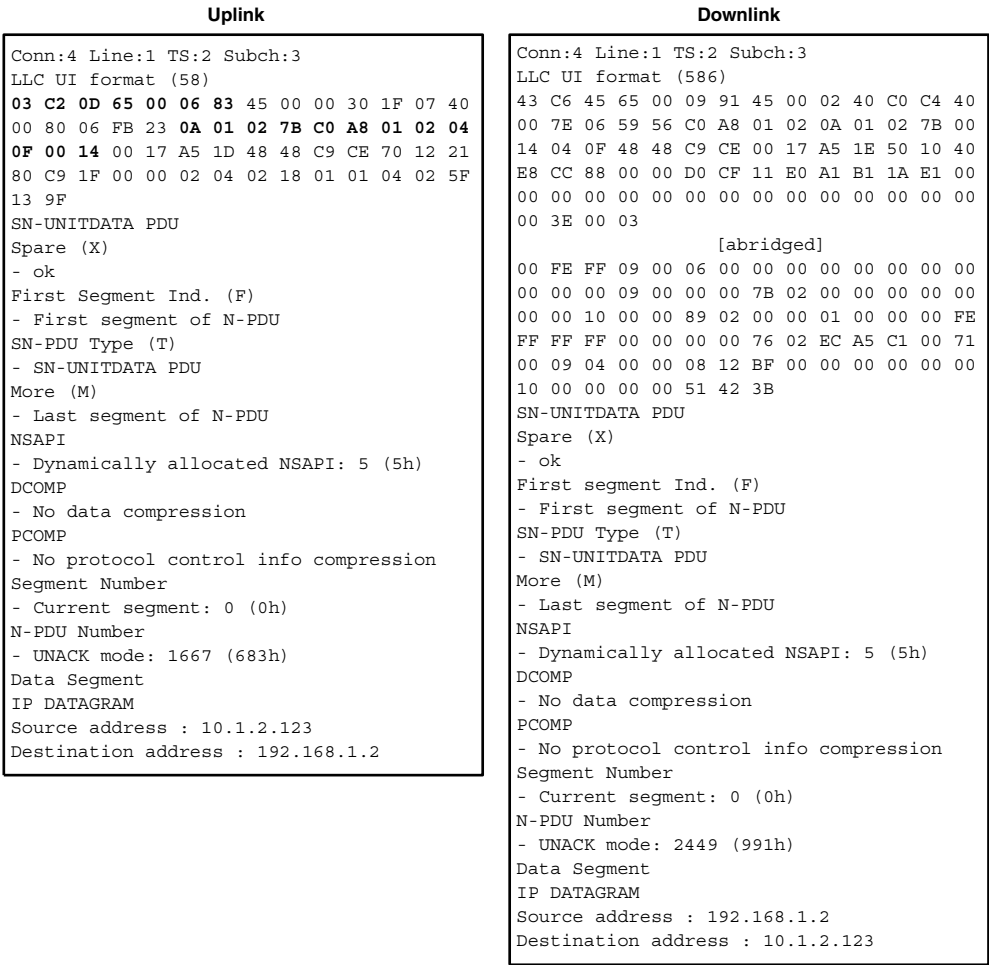 Uplink
Conn:4 Line:1 TS:2 Subch:3
LLC UI format (58)
03 C2 0D 65 00 06 83 45 00 00 30 1F 07 40
00 80 06 FB 23 0A 01 02 7B C0 A8 01 02 04
0F 00 14 00 17 A5 1D 48 48 C9 CE 70 12 21
80 C9 1F 00 00 02 04 02 18 01 01 04 02 5F
13 9F
SN-UNITDATA PDU
Spare (X)
- ok
First Segment Ind. (F)
- First segment of N-PDU
SN-PDU Type (T)
- SN-UNITDATA PDU
More (M)
- Last segment of N-PDU
NSAPI
- Dynamically allocated NSAPI: 5 (5h)
DCOMP
- No data compression
PCOMP
- No protocol control info compression
Segment Number
- Current segment: 0 (0h)
N-PDU Number
- UNACK mode: 1667 (683h)
Data Segment
IP DATAGRAM
Source address : 10.1.2.123
Destination address : 192.168.1.2
Downlink
Conn:4 Line:1 TS:2 Subch:3
LLC UI format (586)
43 C6 45 65 00 09 91 45 00 02 40 C0 C4 40
00 7E 06 59 56 C0 A8 01 02 0A 01 02 7B 00
14 04 0F 48 48 C9 CE 00 17 A5 1E 50 10 40
E8 CC 88 00 00 D0 CF 11 E0 A1 B1 1A E1 00
00 00 00 00 00 00 00 00 00 00 00 00 00 00
00 3E 00 03
[abridged]
00 FE FF 09 00 06 00 00 00 00 00 00 00 00
00 00 00 09 00 00 00 7B 02 00 00 00 00 00
00 00 10 00 00 89 02 00 00 01 00 00 00 FE
FF FF FF 00 00 00 00 76 02 EC A5 C1 00 71
00 09 04 00 00 08 12 BF 00 00 00 00 00 00
10 00 00 00 00 51 42 3B
SN-UNITDATA PDU
Spare (X)
- ok
First segment Ind. (F)
- First segment of N-PDU
SN-PDU Type (T)
- SN-UNITDATA PDU
More (M)
- Last segment of N-PDU
NSAPI
- Dynamically allocated NSAPI: 5 (5h)
DCOMP
- No data compression
PCOMP
- No protocol control info compression
Segment Number
- Current segment: 0 (0h)
N-PDU Number
- UNACK mode: 2449 (991h)
Data Segment
IP DATAGRAM
Source address : 192.168.1.2
Destination address : 10.1.2.123